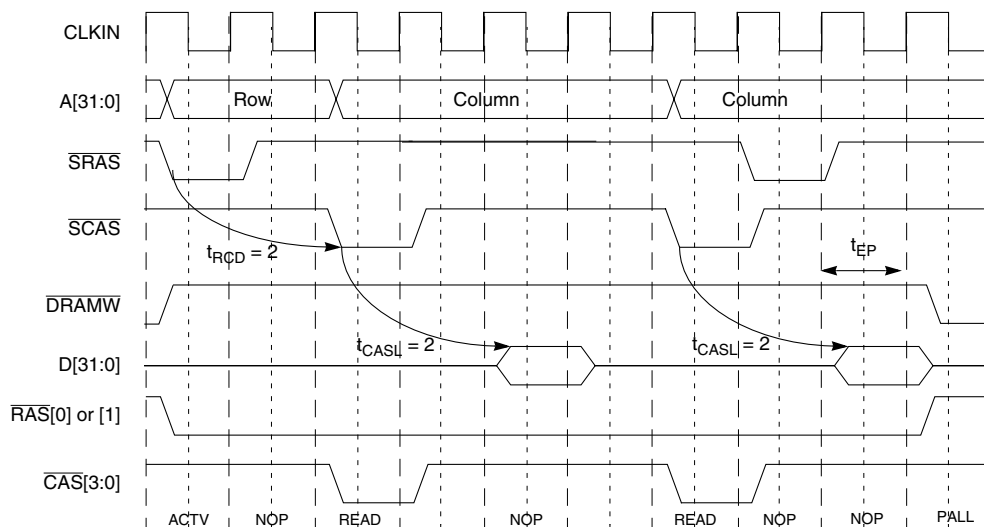 CLKIN
A[31:0] Row Column Column
SRAS
SCAS
tRCD = 2
tEP
DRAMW
tCASL = 2 tCASL = 2
D[31:0]
RAS[0] or [1]
CAS[3:0]
ACTV NOP READ NOP READ NOP NOP PALL